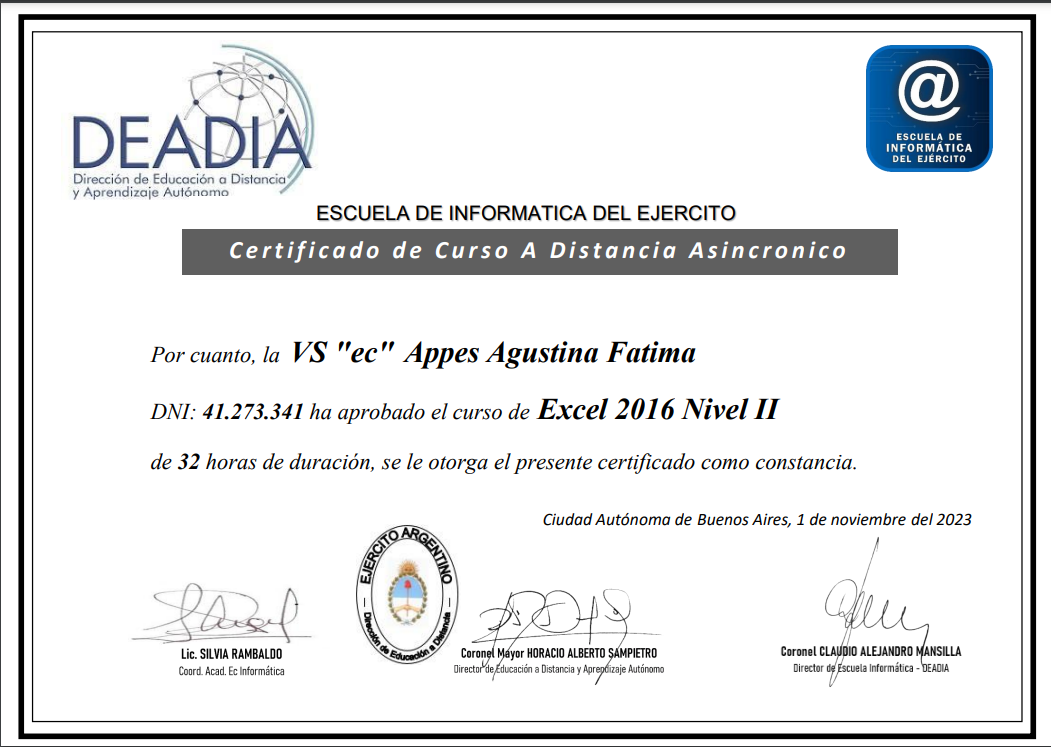 DEADIA
Dirección de Educación a Distancia
y Aprendizaje Autónomo
@
ESCUELA DE
INFORMÁTICA
DEL EJÉRCITO
ESCUELA DE INFORMATICA DEL EJERCITO
Certificado de Curso A Distancia Asincronico
Por cuanto, la VS "ec" Appes Agustina Fatima
DNI: 41.273.341 ha aprobado el curso de Excel 2016 Nivel II
de 32 horas de duración, se le otorga el presente certificado como constancia.
Ciudad Autónoma de Buenos Aires, 1 de noviembre del 2023
EJERCITO ARGENTINO
Dirección de Educación a Distancia
Lic. SILVIA RAMBALDO
Coord. Acad. Ec Informática
Coronel Mayor HORACIO ALBERTO SAMPIETRO
Director de Educación a Distancia y Aprendizaje Autónomo
Coronel CLAUDIO ALEJANDRO MANSILLA
Director de Escuela Informática - DEADIA